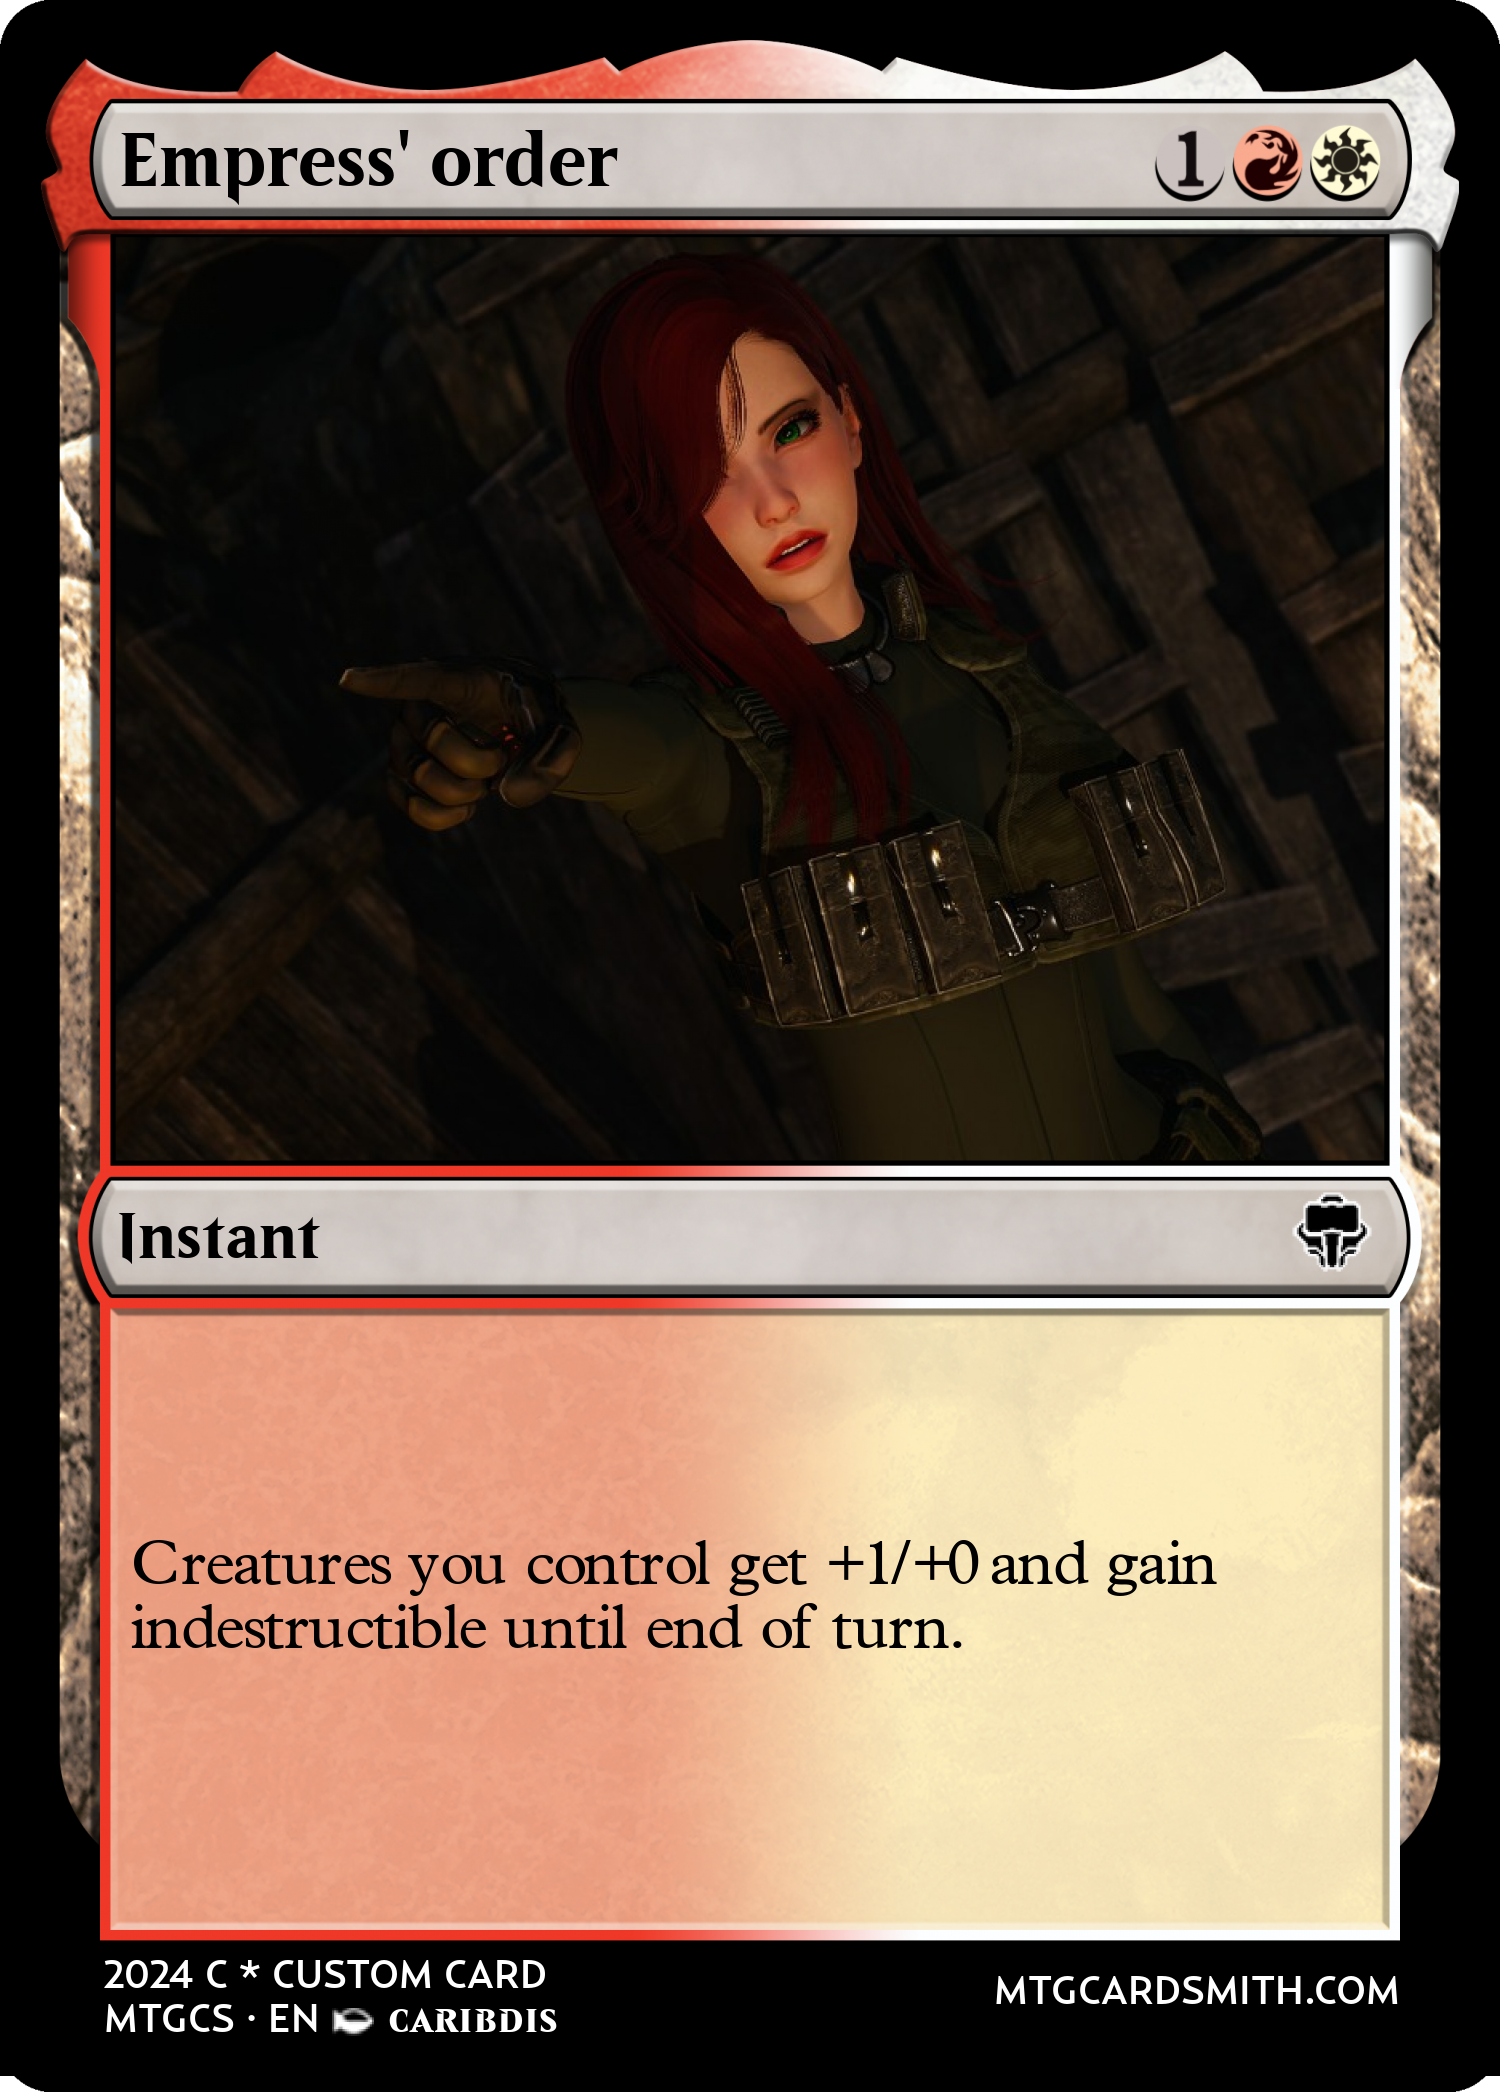 Empress' order 1
Instant
Creatures you control get +1/+0 and gain
indestructible until end of turn.
2024 C * CUSTOM CARD
MTGCS · EN CARIBDIS
MTGCARDSMITH.COM